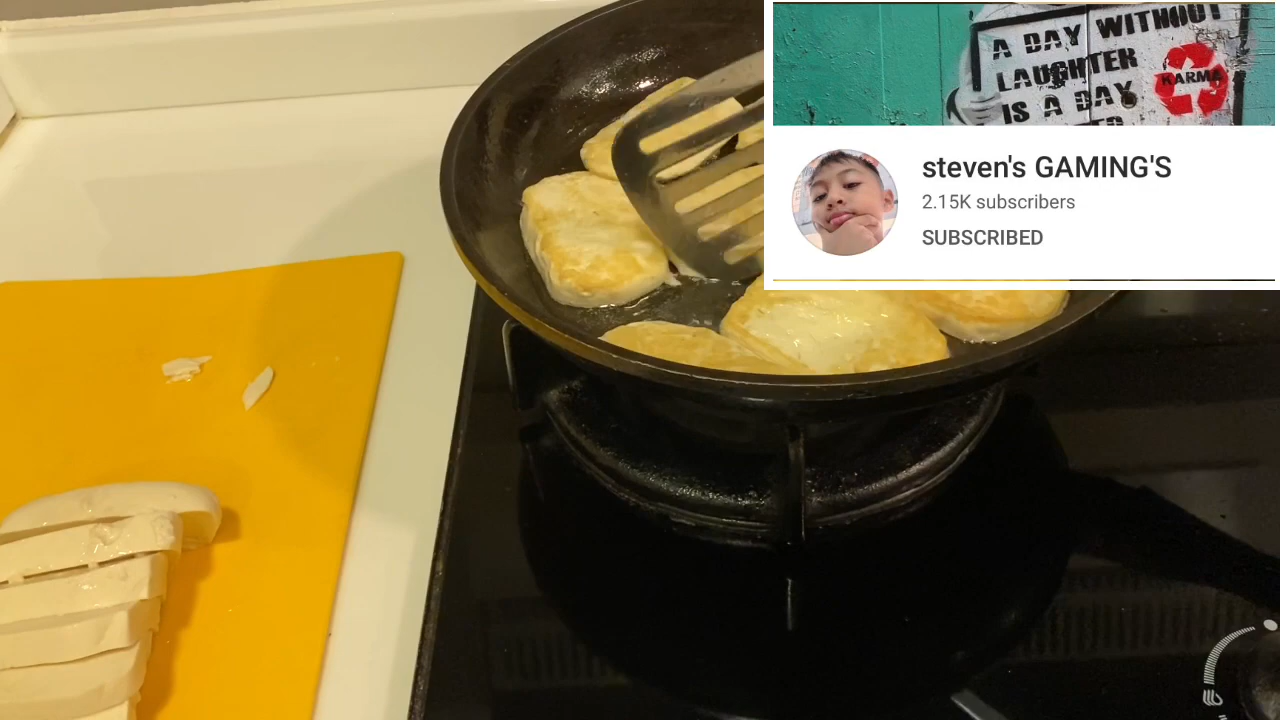 A DAY WITHOUT
LAUGHTER
IS A DAY
KARMA
steven's GAMING'S
2.15K subscribers
SUBSCRIBED